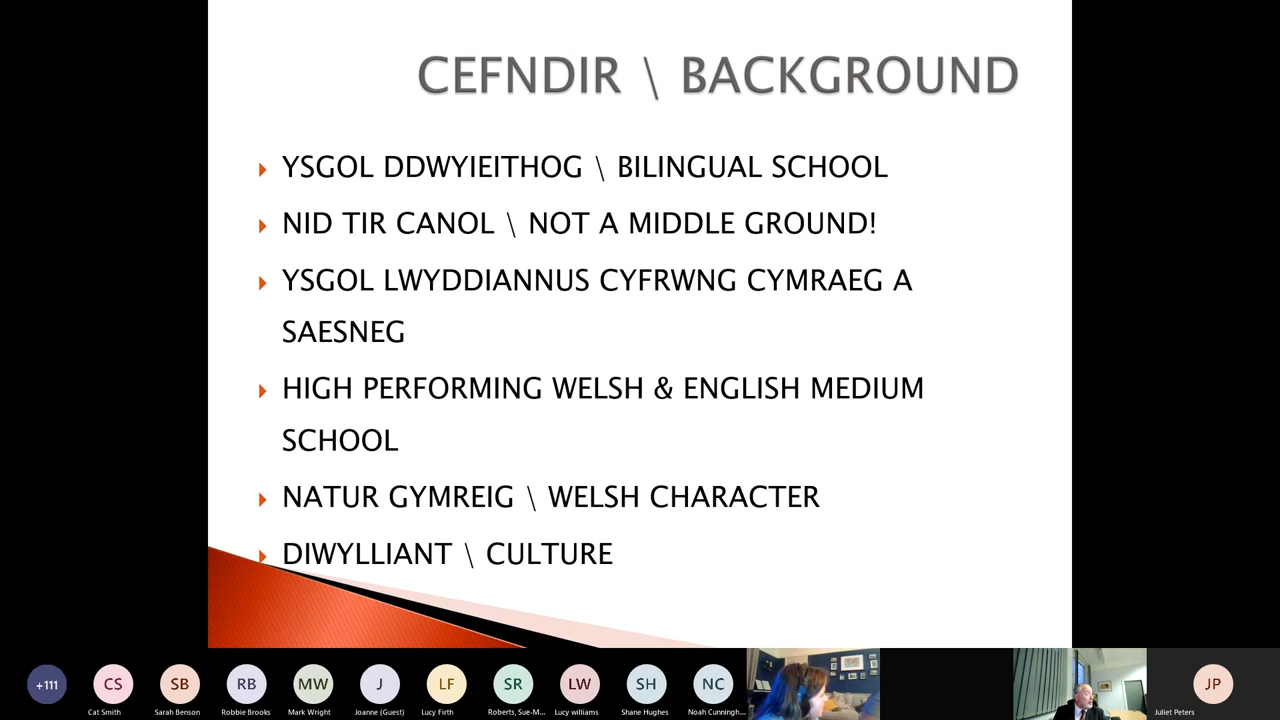 CEFNDIR \ BACKGROUND
YSGOL DDWYIEITHOG \ BILINGUAL SCHOOL
NID TIR CANOL \ NOT A MIDDLE GROUND!
YSGOL LWYDDIANNUS CYFRWNG CYMRAEG A
SAESNEG
HIGH PERFORMING WELSH & ENGLISH MEDIUM
SCHOOL
NATUR GYMREIG \ WELSH CHARACTER
DIWYLLIANT \ CULTURE
+111 CS SB RB MW J LF SR LW SH NC JP
Cat Smith Sarah Benson Robbie Brooks Mark Wright Joanne (Guest) Lucy Firth Roberts, Sue-M... Lucy williams Shane Hughes Noah Cunningh... Juliet Peters